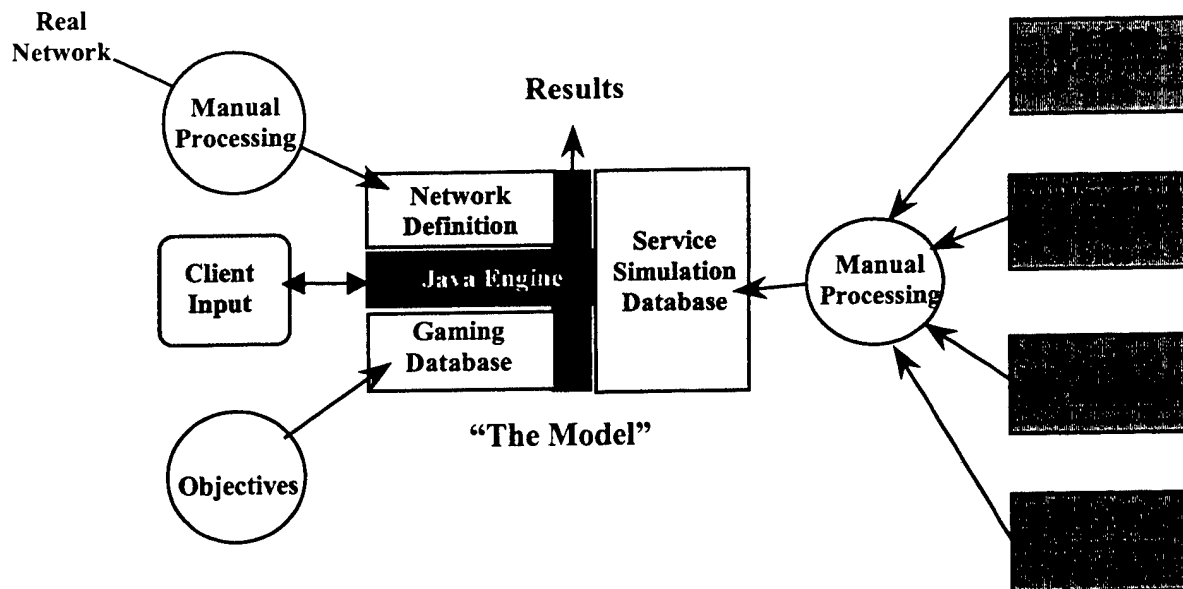 Real
Network
Manual
Processing
Results
Network
Definition
Client
Input
Java Engine
Gaming
Database
Service
Simulation
Database
Manual
Processing
"The Model"
Objectives